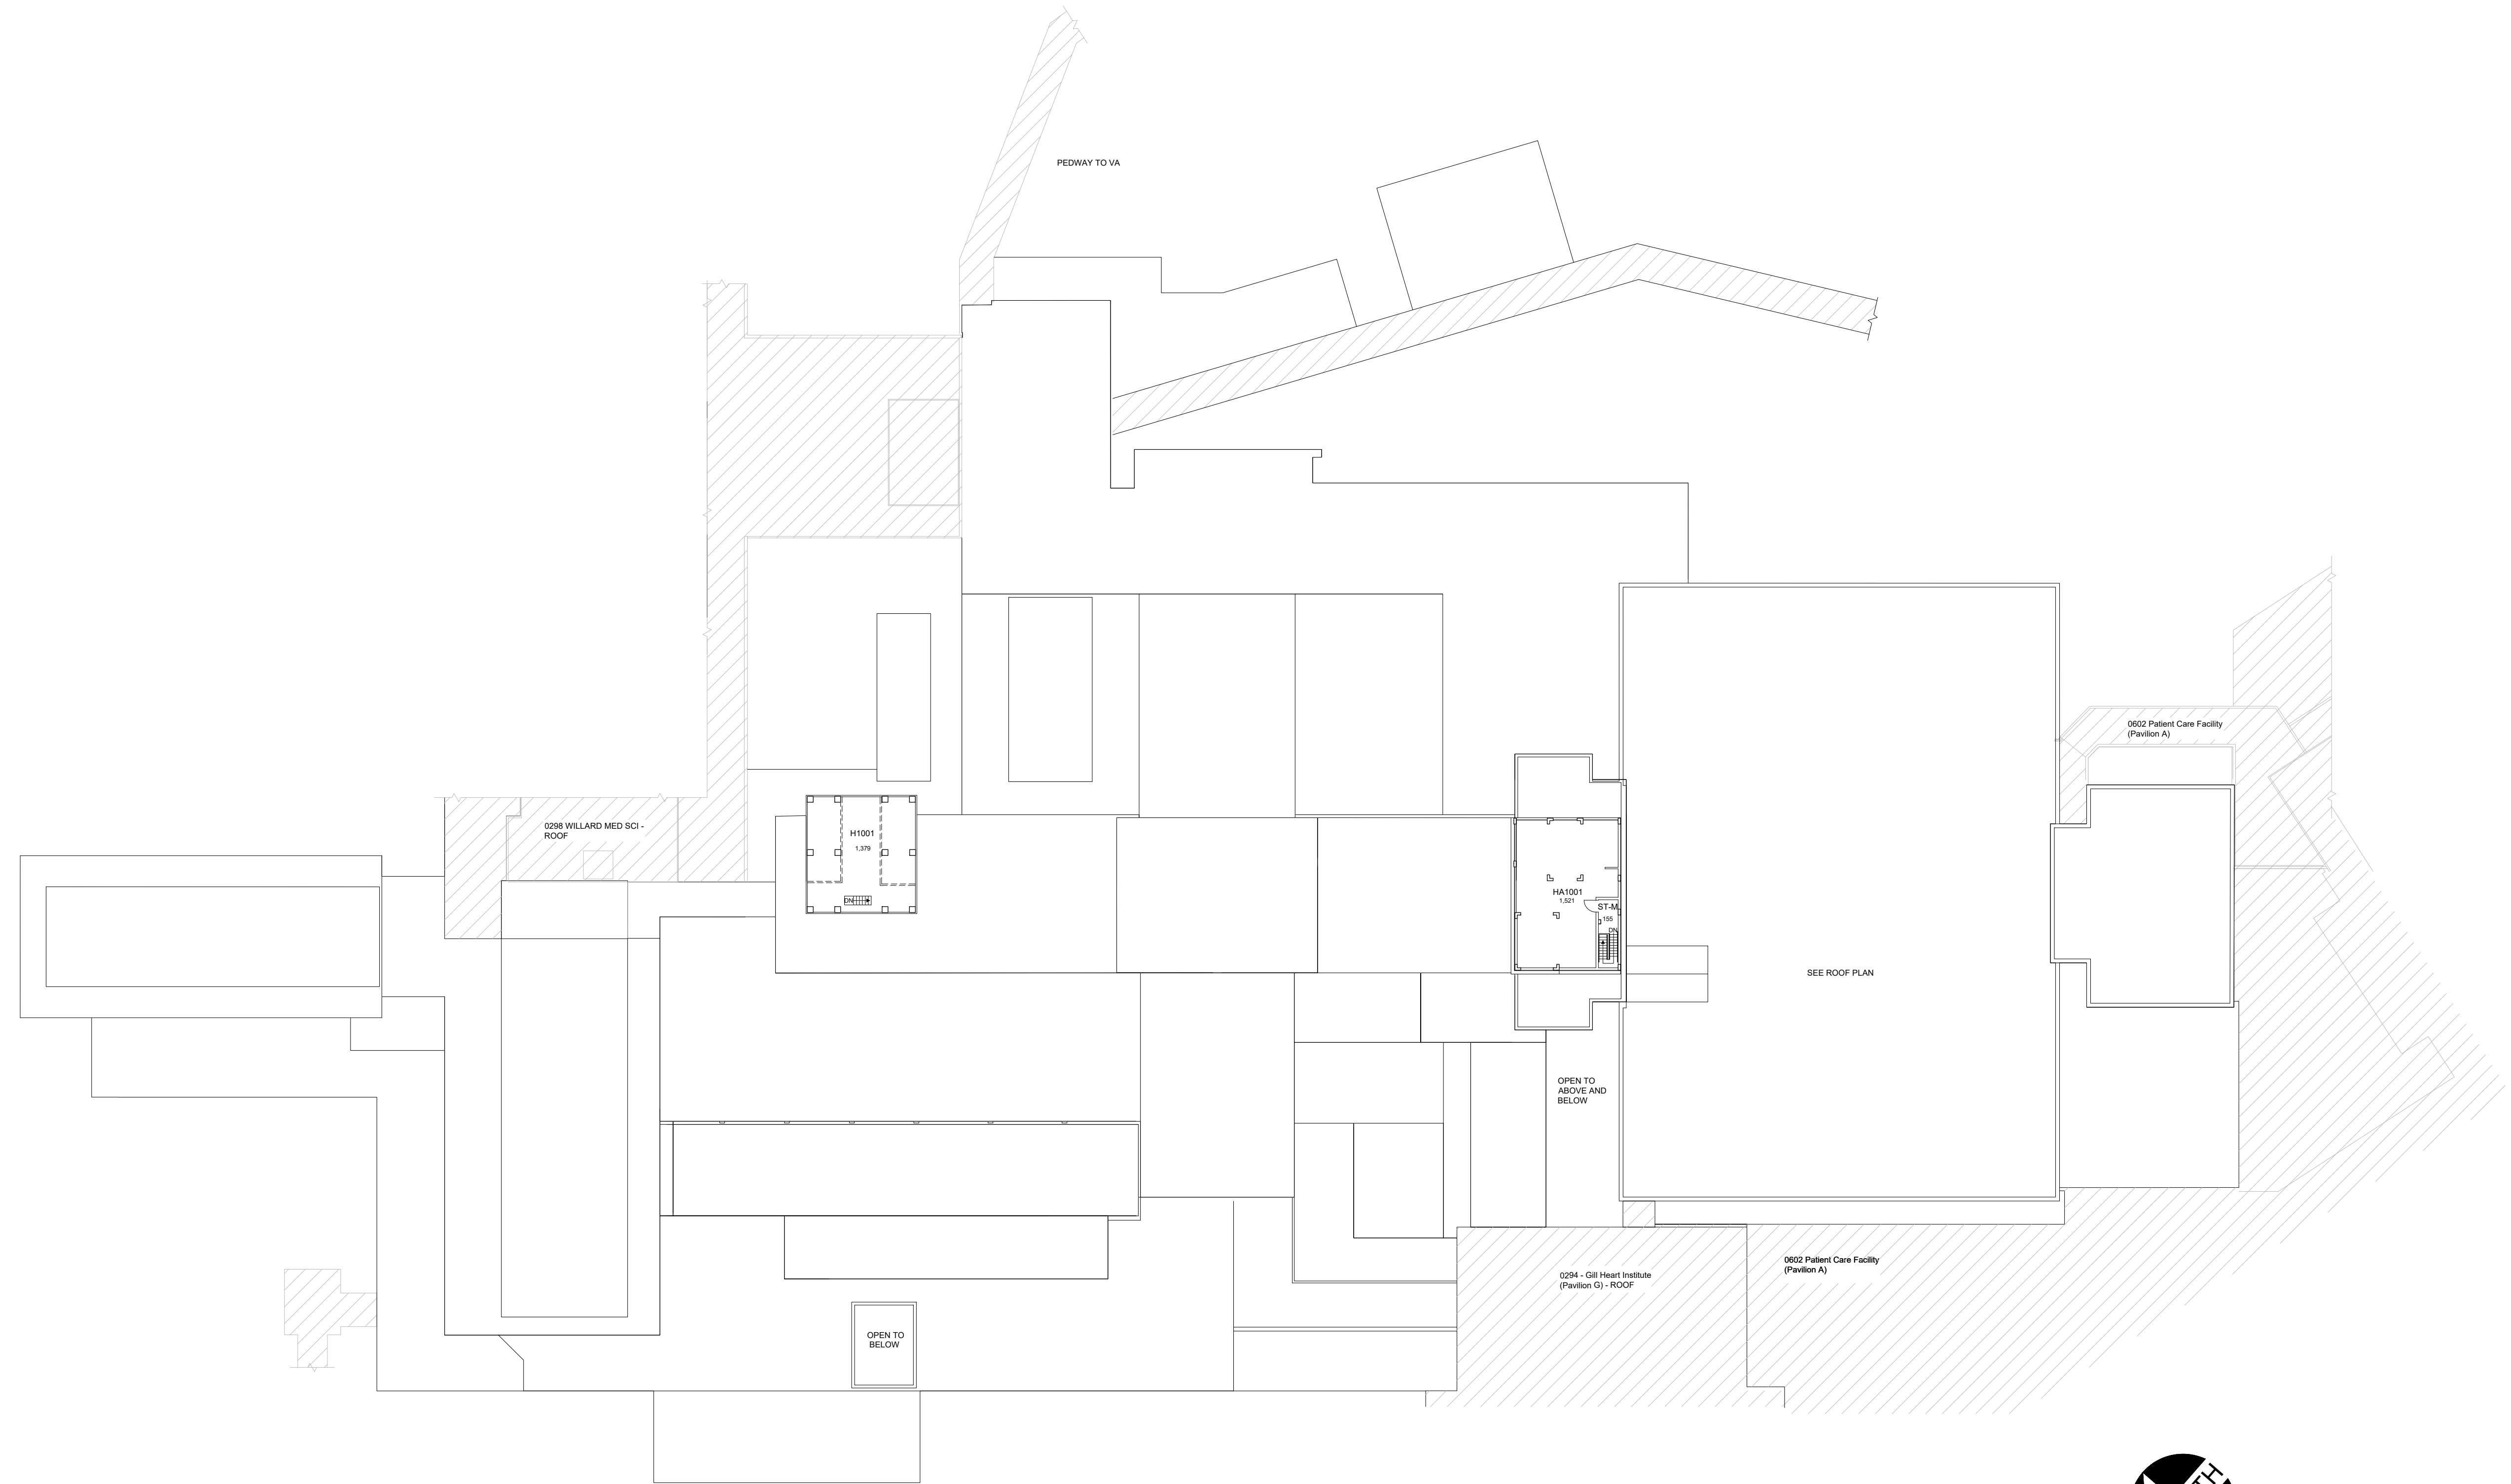 PEDWAY TO VA
0602 Patient Care Facility
(Pavilion A)
0298 WILLARD MED SCI -
ROOF
H1001
1,379
DN
HA1001
1,521
ST-M
155
DN
SEE ROOF PLAN
OPEN TO
ABOVE AND
BELOW
0602 Patient Care Facility
(Pavilion A)
0294 - Gill Heart Institute
(Pavilion G) - ROOF
OPEN TO
BELOW